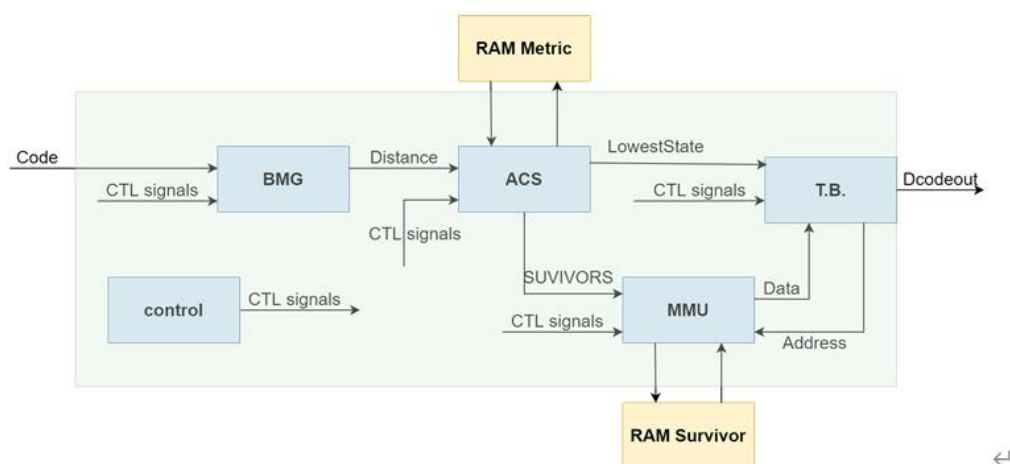 RAM Metric
Code
BMG
Distance
ACS
LowestState
T.B.
Dcodeout
CTL signals
CTL signals
CTL signals
SUVIVORS
control
CTL signals
MMU
Data
CTL signals
Address
RAM Survivor